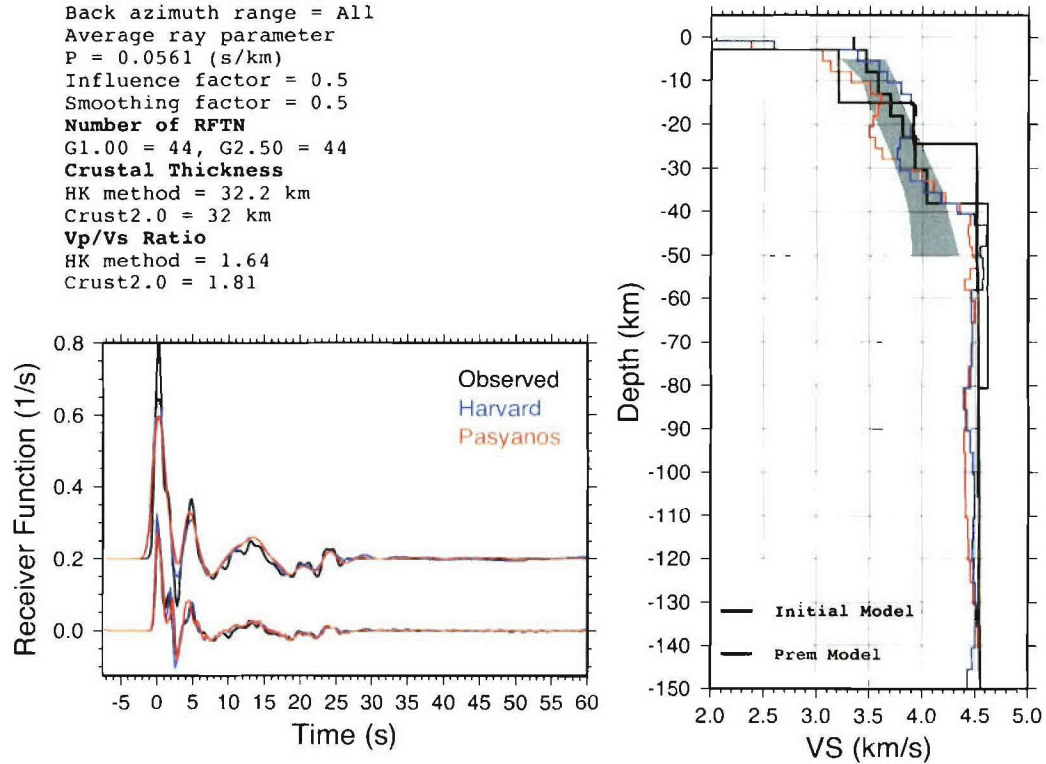 Back azimuth range = All
Average ray parameter
P = 0.0561 (s/km)
Influence factor = 0.5
Smoothing factor = 0.5
Number of RFTN
G1.00 = 44, G2.50 = 44
Crustal Thickness
HK method = 32.2 km
Crust2.0 = 32 km
Vp/Vs Ratio
HK method = 1.64
Crust2.0 = 1.81
Receiver Function (1/s)
0.8
0.6
0.4
0.2
0.0
Observed
Harvard
Pasyanos
-5 0 5 10 15 20 25 30 35 40 45 50 55 60
Time (s)
Depth (km)
0
-10
-20
-30
-40
-50
-60
-70
-80
-90
-100
-110
-120
-130
-140
-150
Initial Model
Prem Model
2.0 2.5 3.0 3.5 4.0 4.5 5.0
VS (km/s)